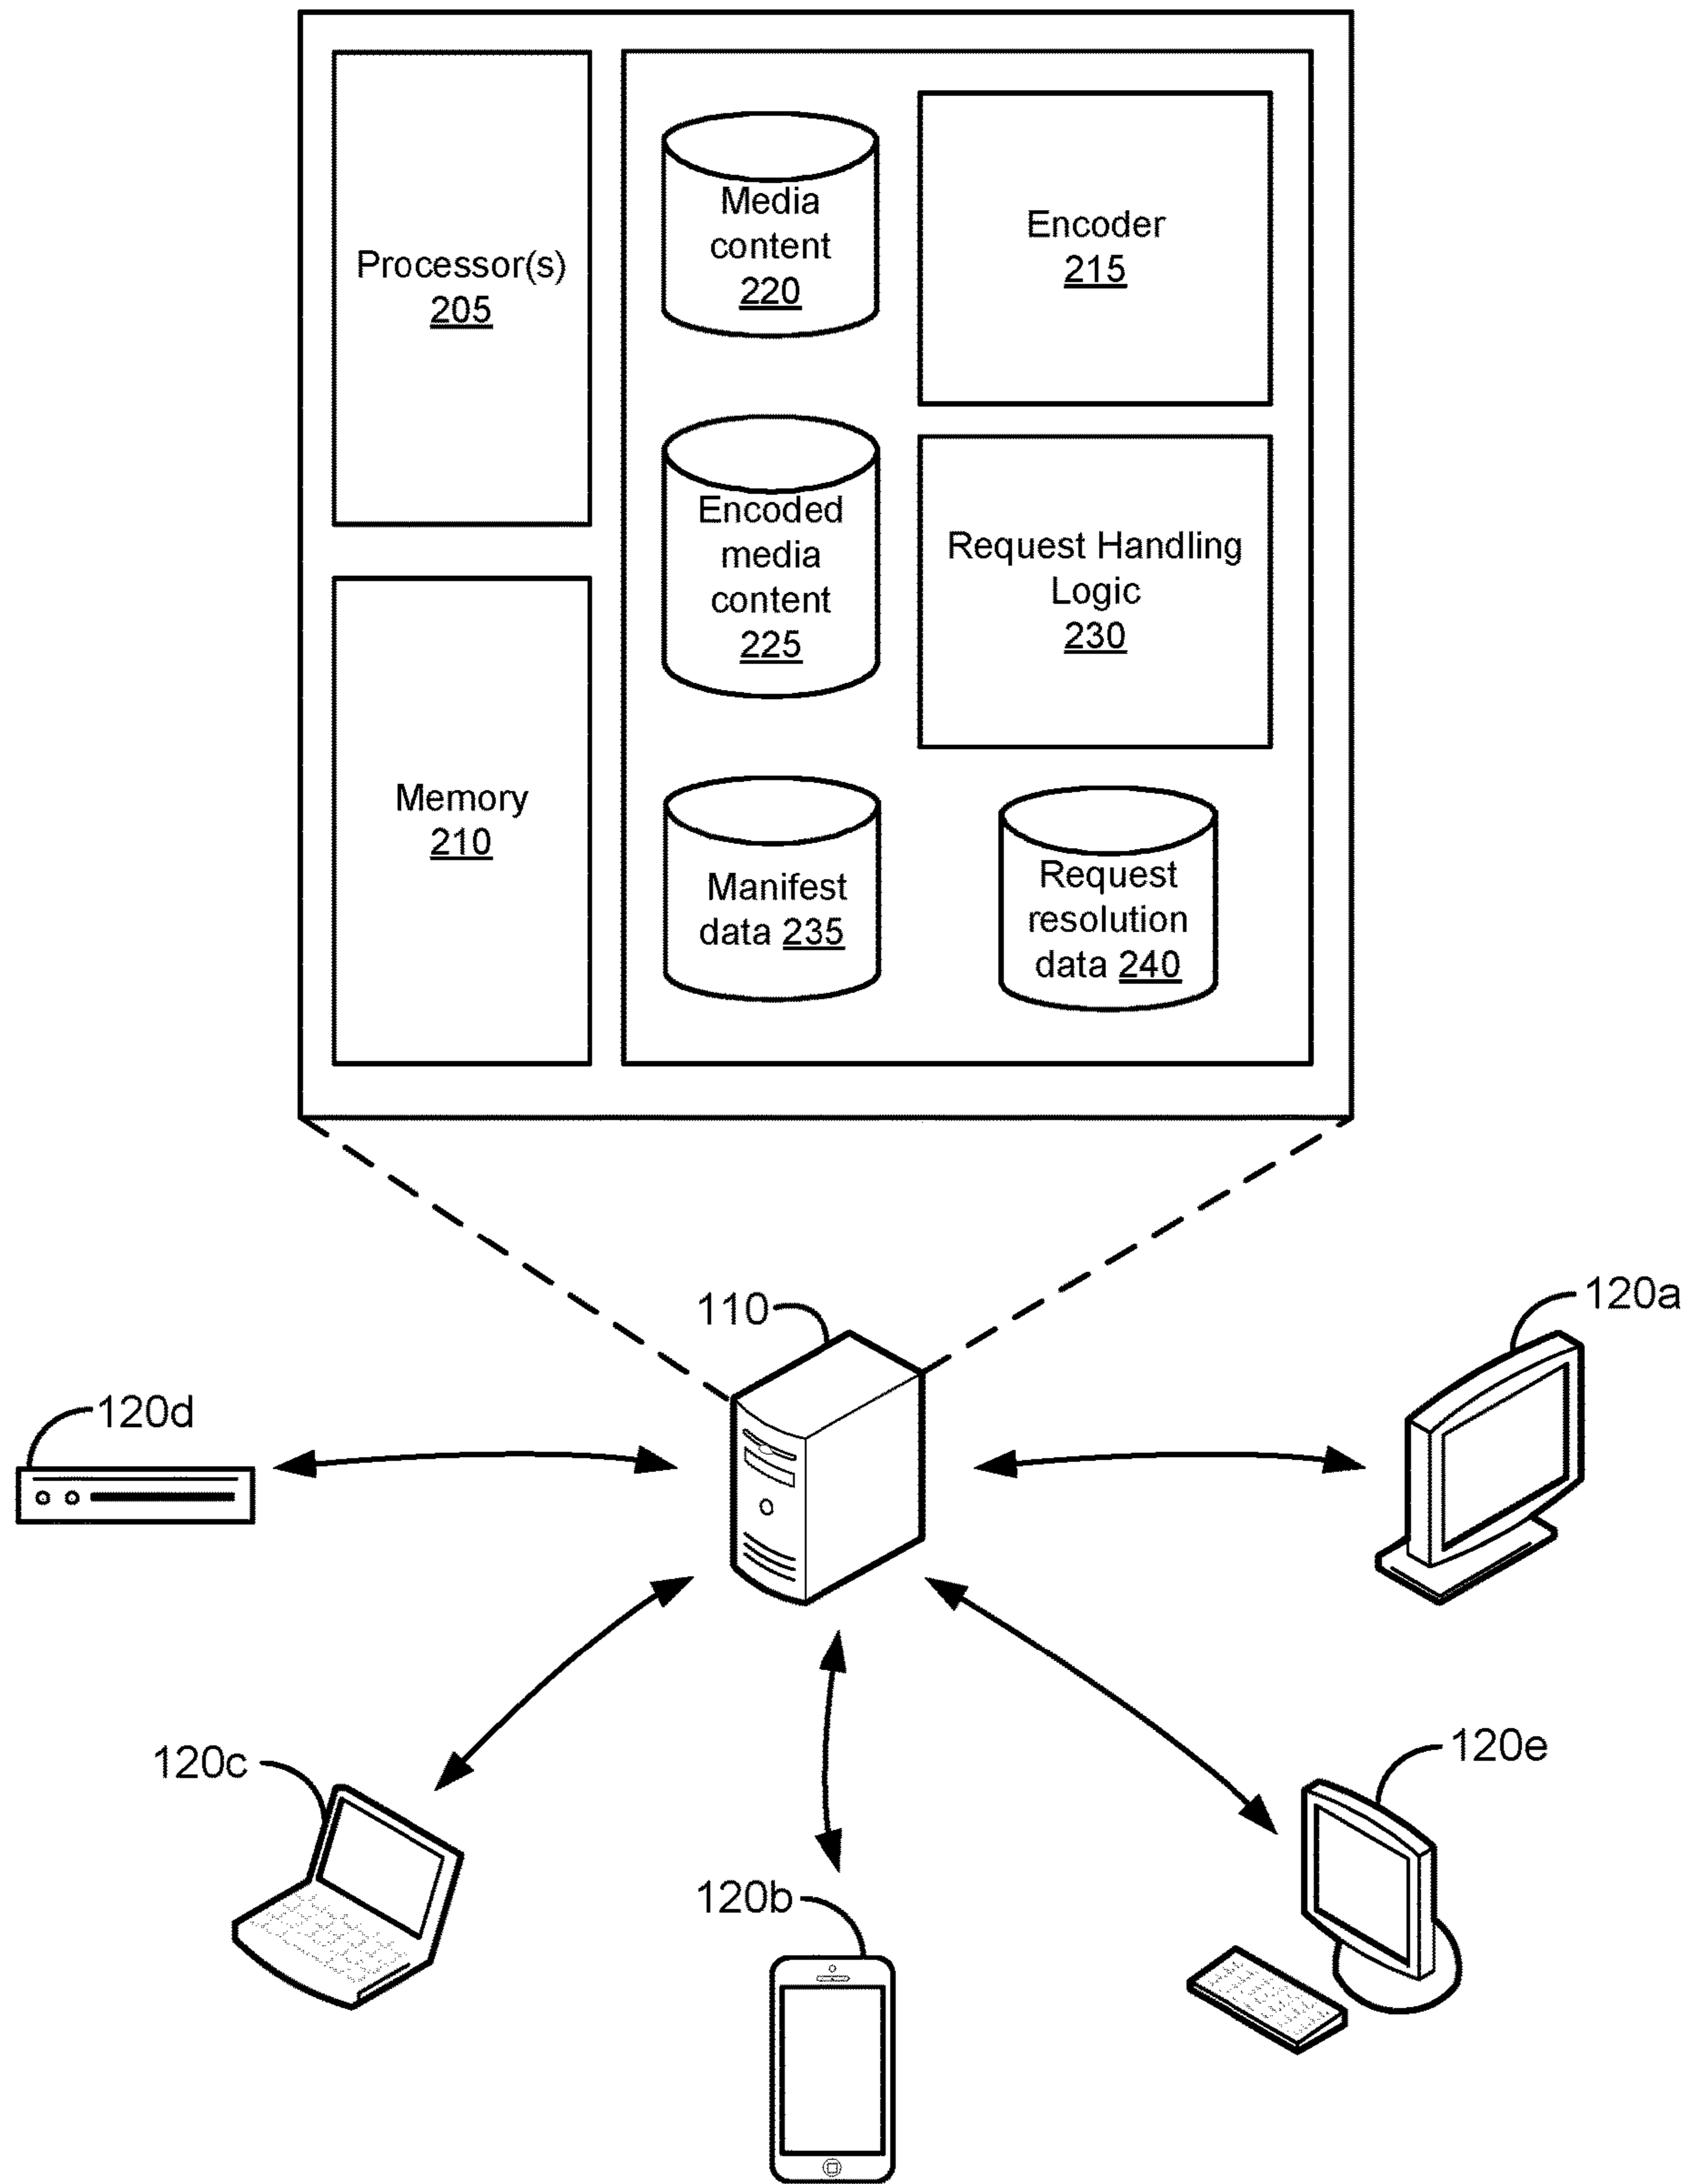 Processor(s)
205
Memory
210
Media
content
220
Encoded
media
content
225
Manifest
data 235
Encoder
215
Request Handling
Logic
230
Request
resolution
data 240
110
120a
120d
120c
120b
120e